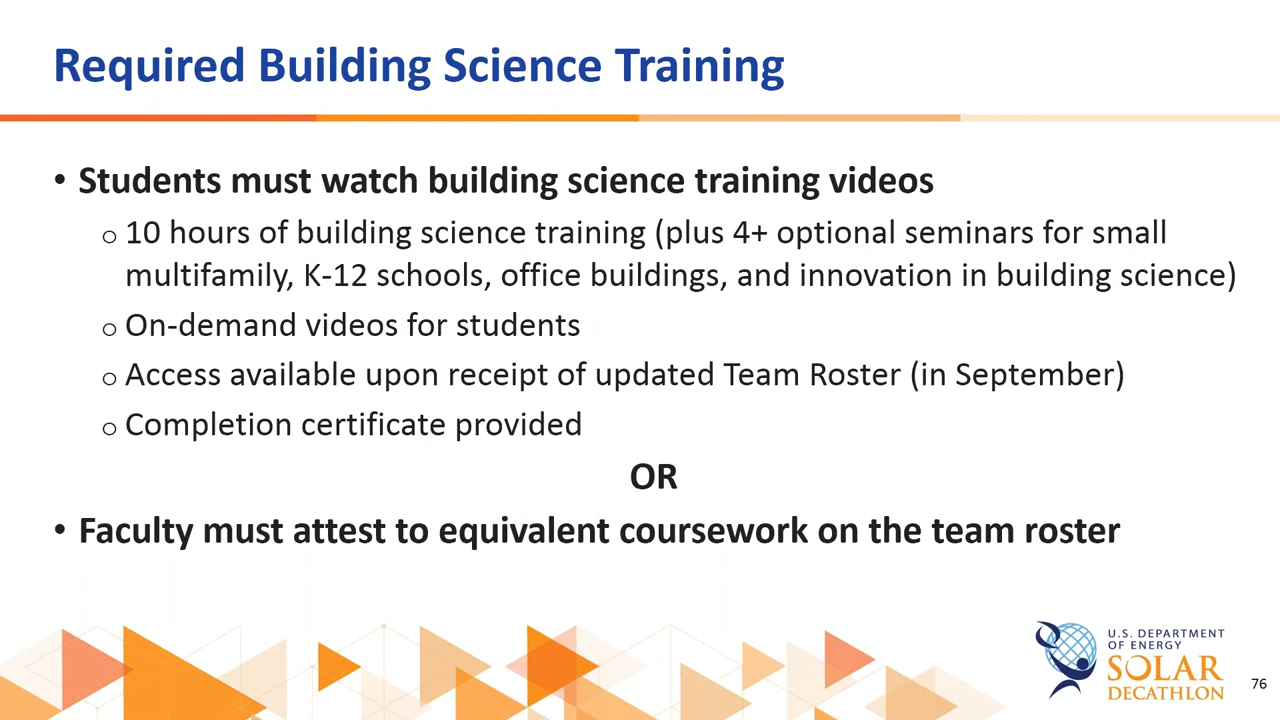 Required Building Science Training
• Students must watch building science training videos
o 10 hours of building science training (plus 4+ optional seminars for small
multifamily, K-12 schools, office buildings, and innovation in building science)
o On-demand videos for students
o Access available upon receipt of updated Team Roster (in September)
o Completion certificate provided
OR
• Faculty must attest to equivalent coursework on the team roster
U.S. DEPARTMENT
OF ENERGY
SOLAR
DECATHLON
76